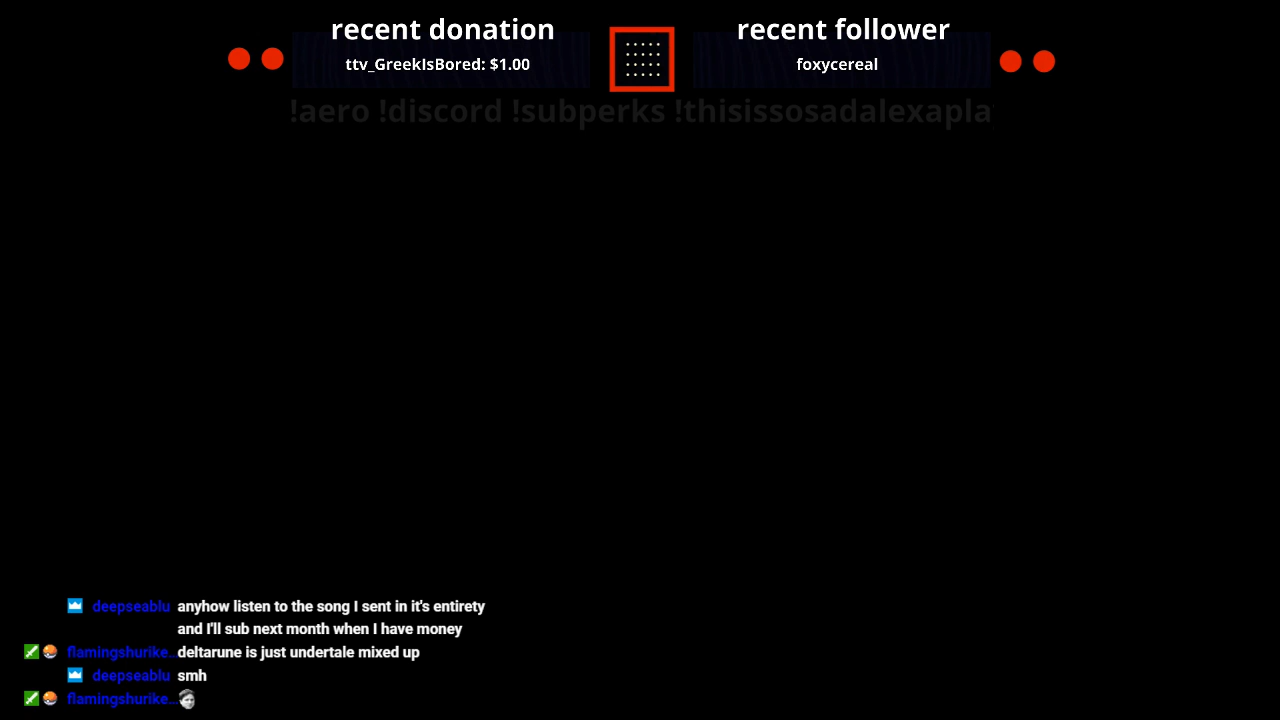 recent donation
recent follower
ttv_GreekIsBored: $1.00
foxycereal
!aero !discord !subperks !thisissosadalexapla
deepseablu anyhow listen to the song I sent in it's entirety
and I'll sub next month when I have money
flamingshurike... deltarune is just undertale mixed up
deepseablu smh
flamingshurike...